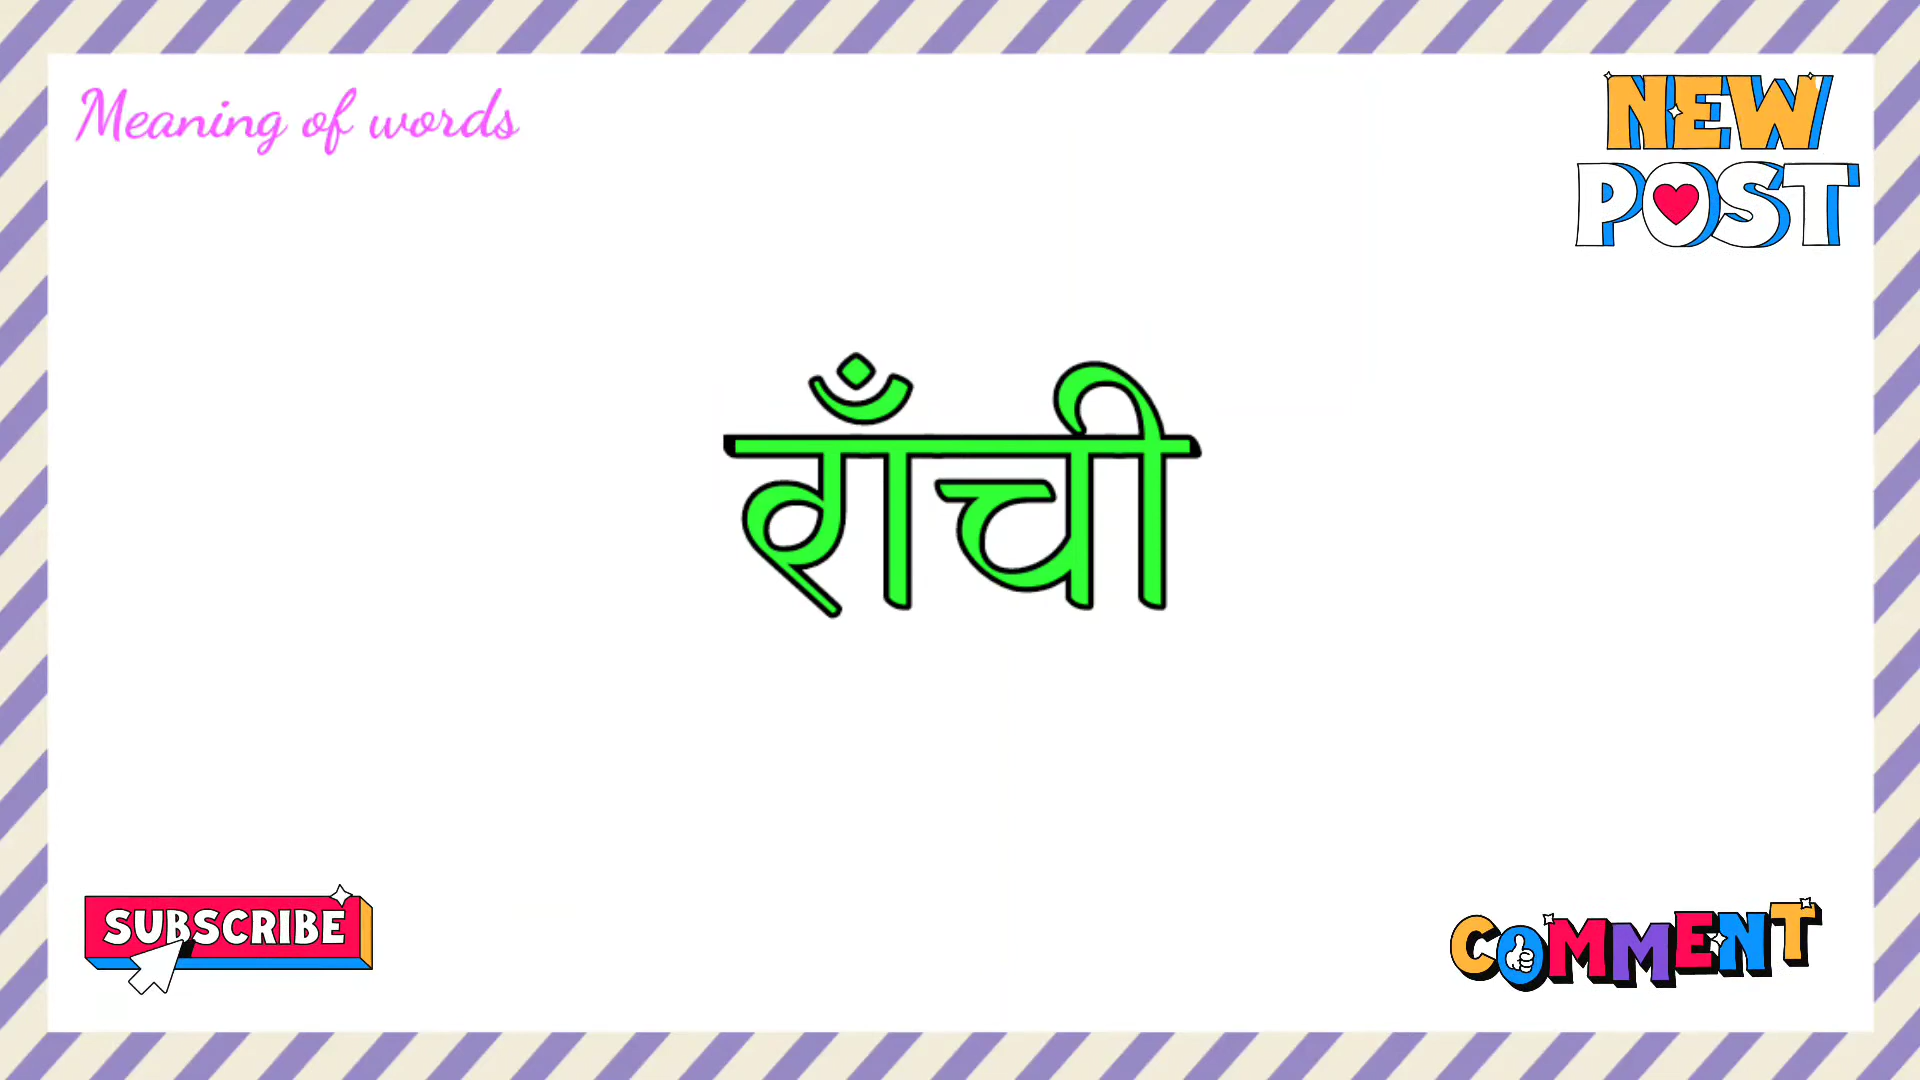 Meaning of words
NEW
POST
राँची
SUBSCRIBE
COMMENT